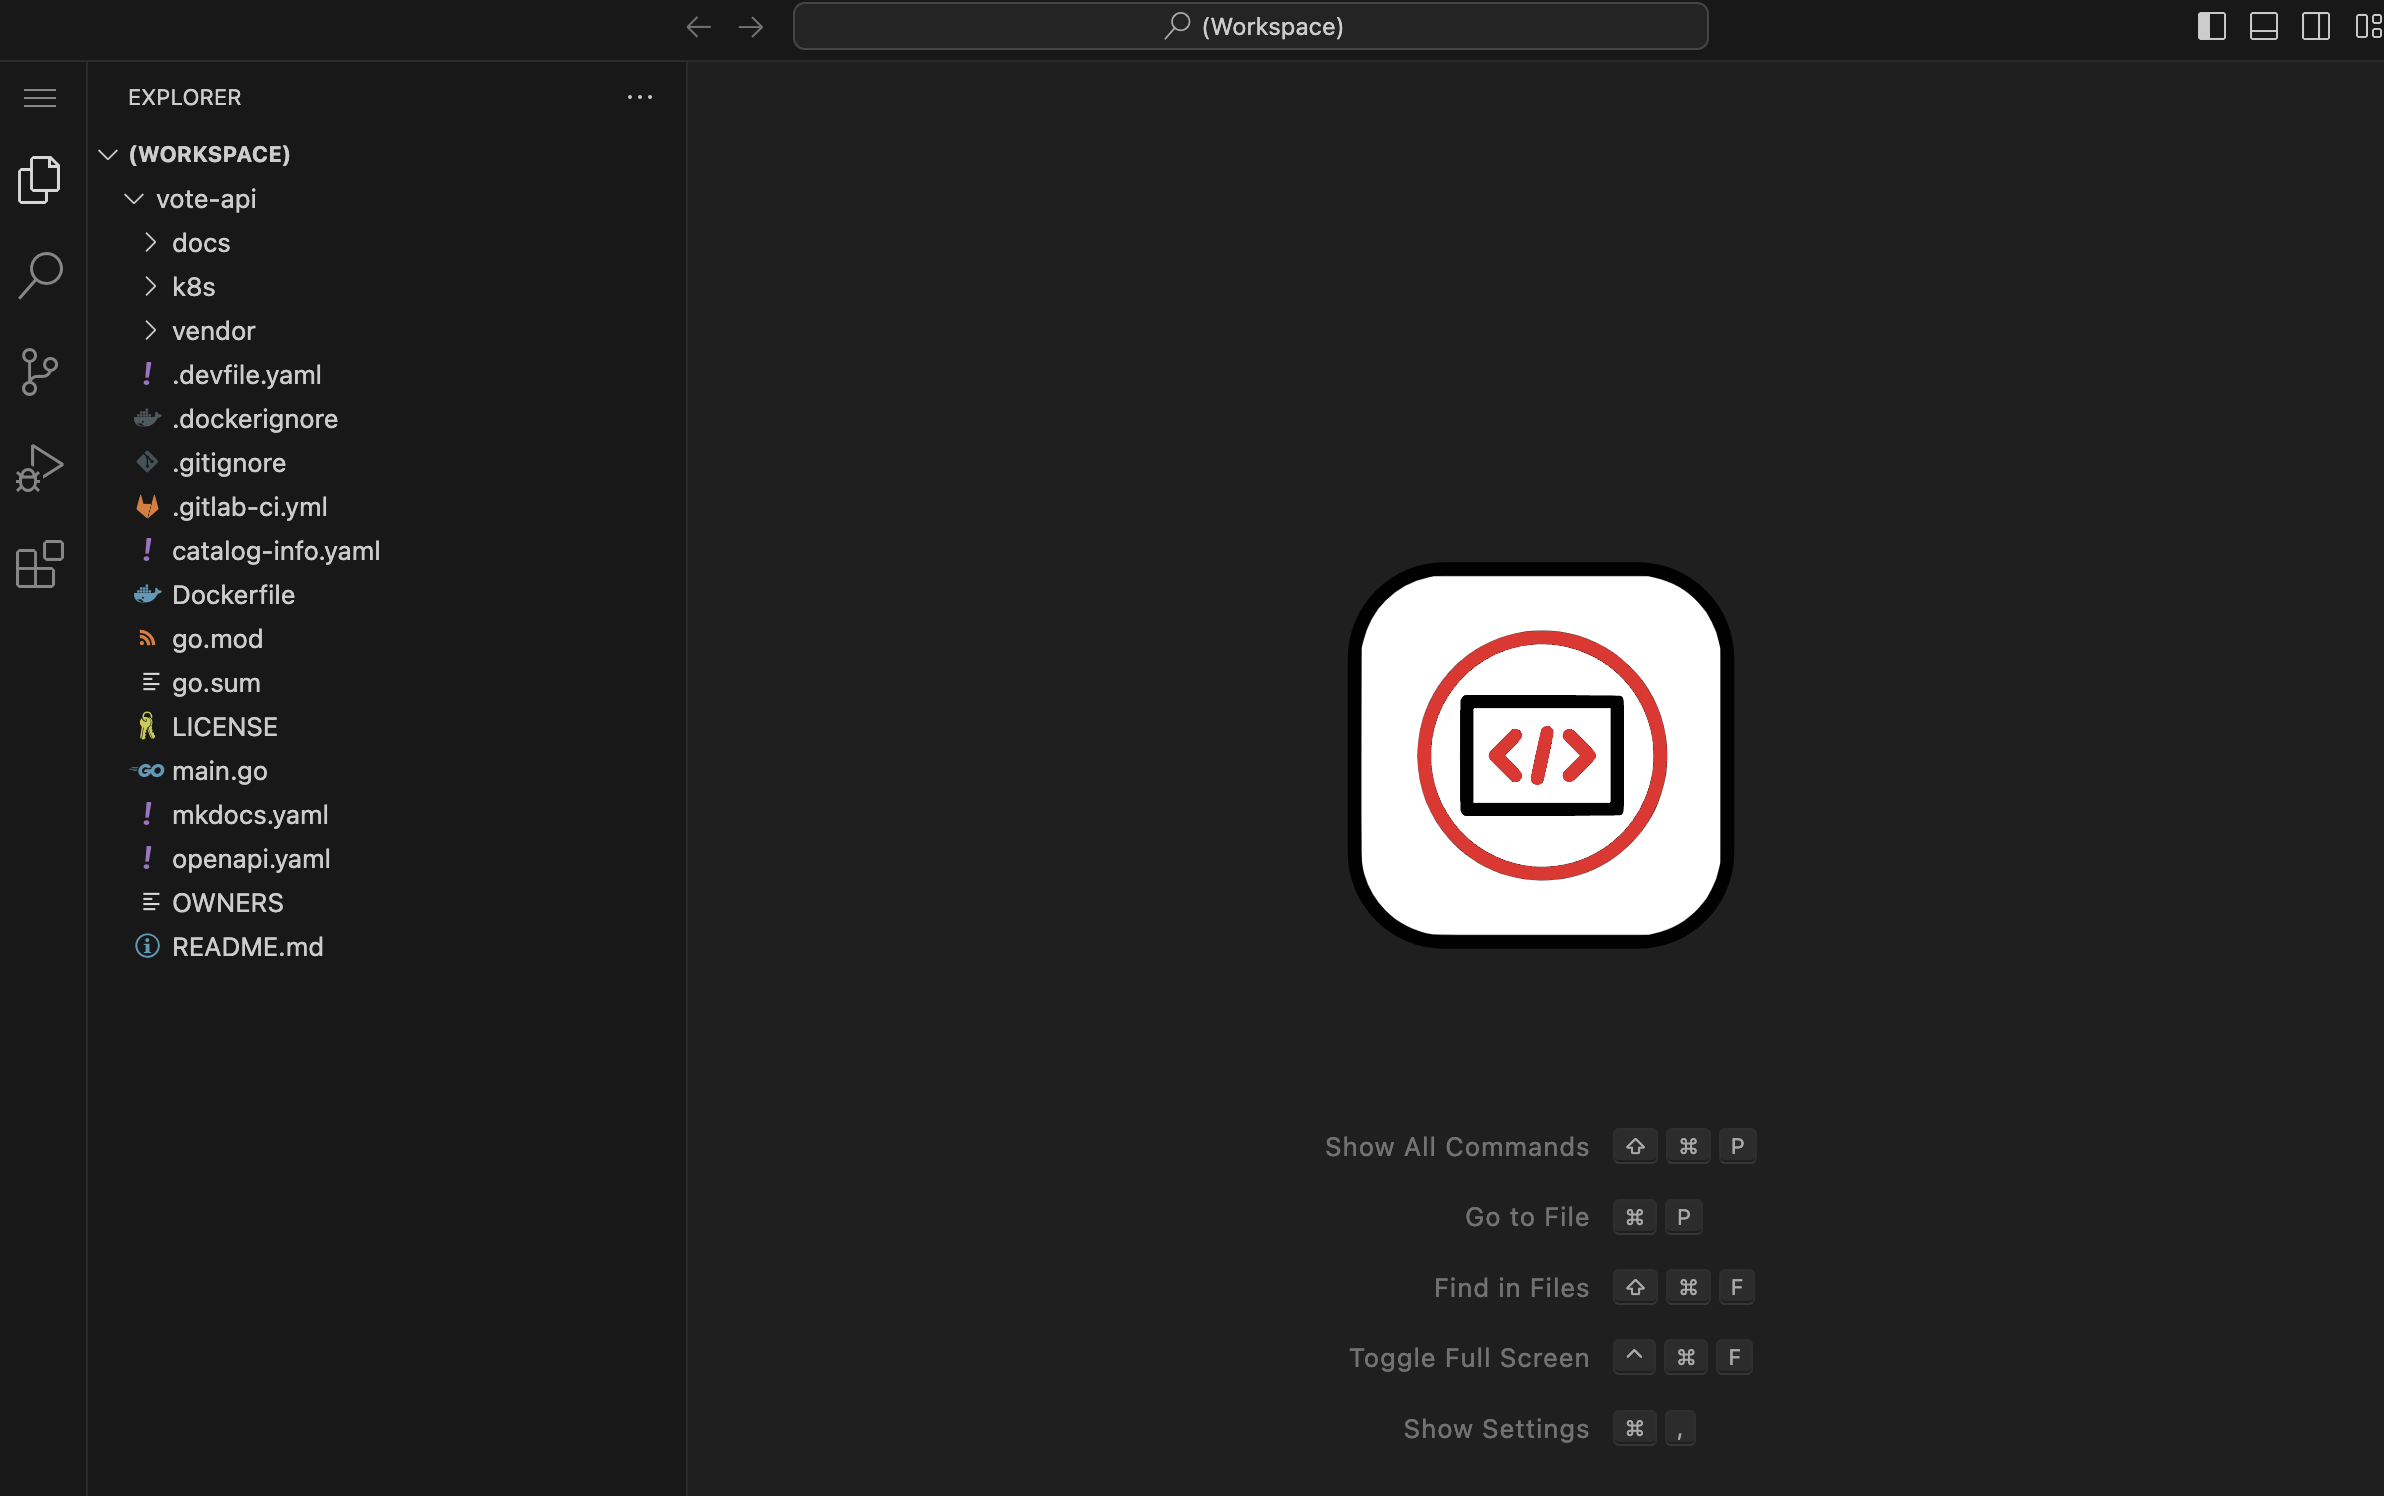 (Workspace)
EXPLORER
(WORKSPACE)
vote-api
docs
k8s
vendor
.devfile.yaml
.dockerignore
.gitignore
.gitlab-ci.yml
catalog-info.yaml
Dockerfile
go.mod
go.sum
LICENSE
GO main.go
mkdocs.yaml
openapi.yaml
OWNERS
README.md
</>
Show All Commands ⇧ ⌘ P
Go to File ⌘ P
Find in Files ⇧ ⌘ F
Toggle Full Screen ^ ⌘ F
Show Settings ⌘ ,